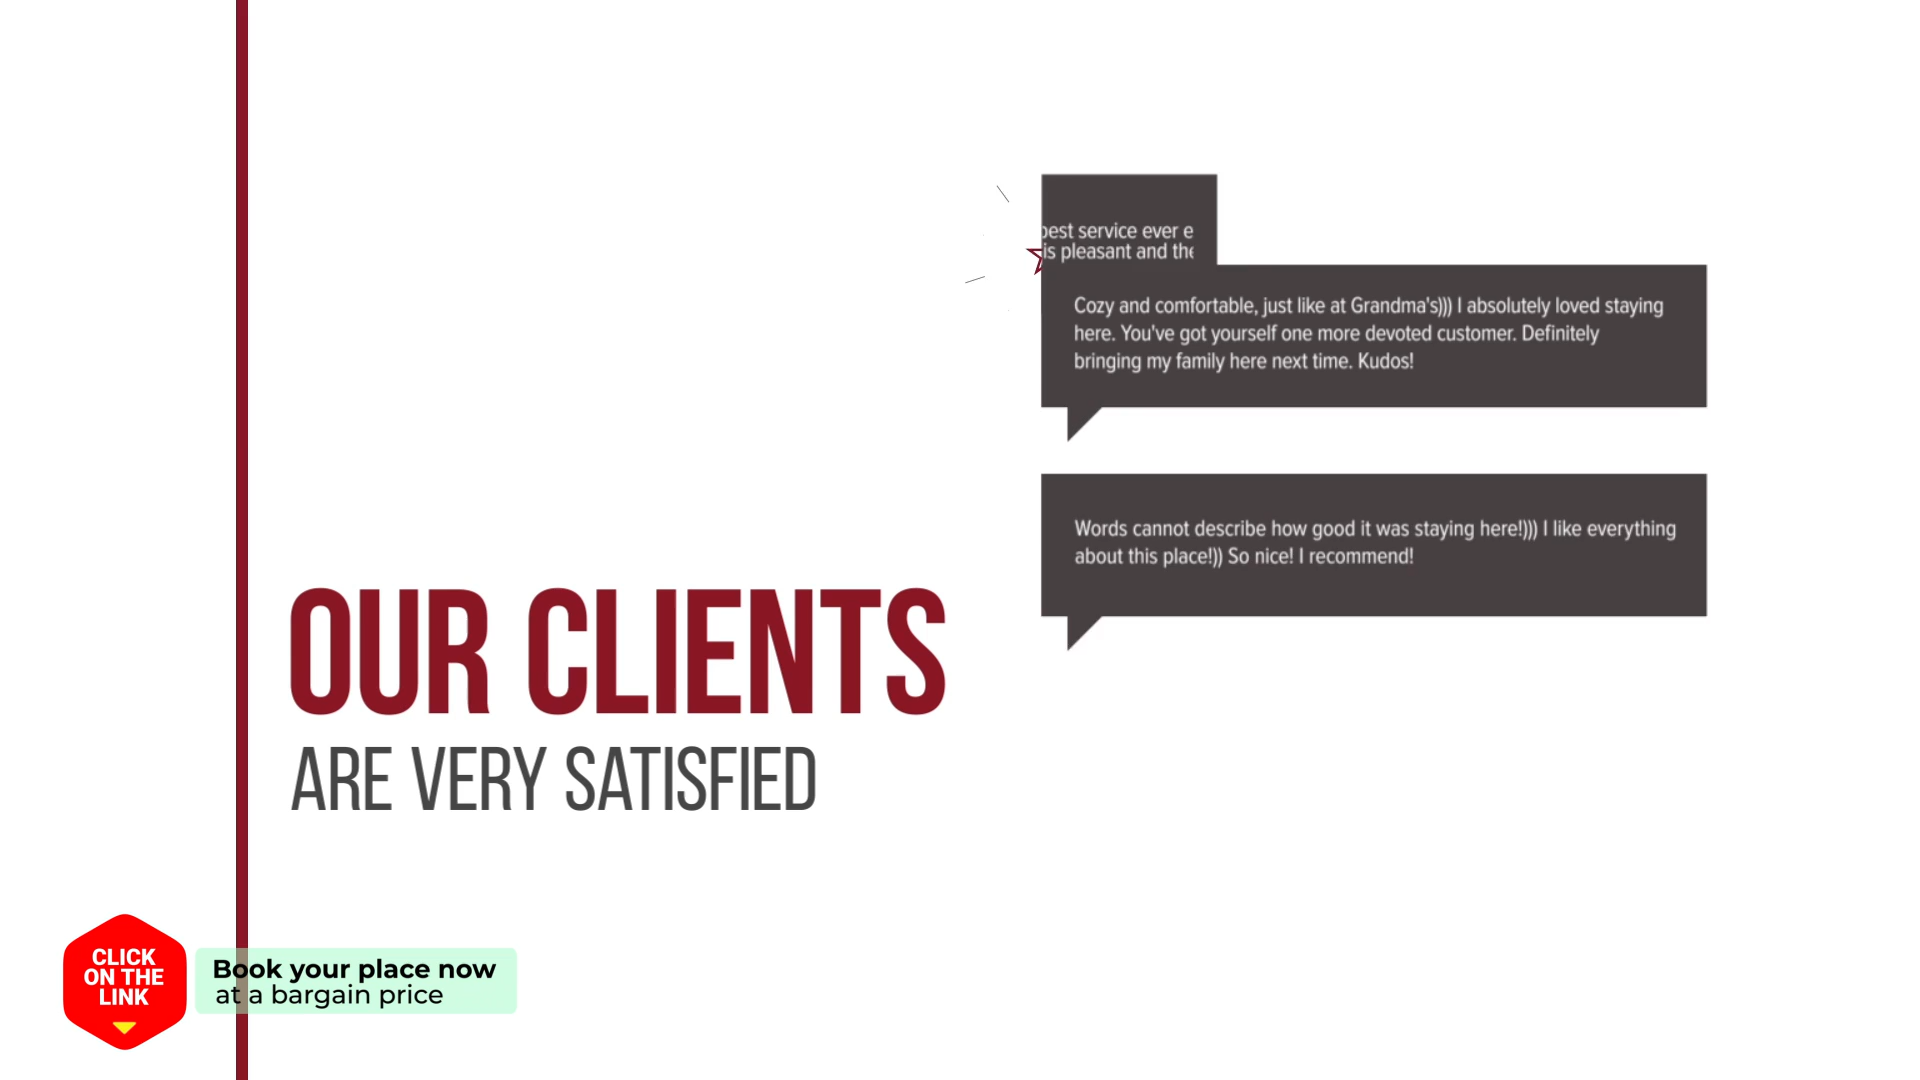 OUR CLIENTS
ARE VERY SATISFIED
best service ever e
is pleasant and the
Cozy and comfortable, just like at Grandma's))) I absolutely loved staying
here. You've got yourself one more devoted customer. Definitely
bringing my family here next time. Kudos!
Words cannot describe how good it was staying here!))) I like everything
about this place!)) So nice! I recommend!
CLICK
ON THE
LINK
Book your place now
at a bargain price